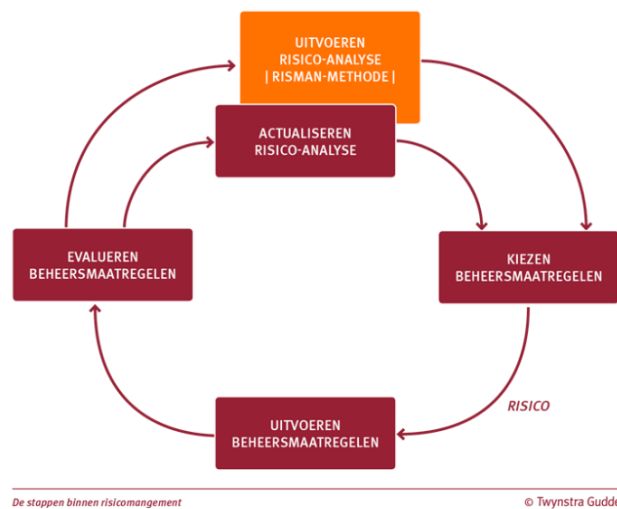 UITVOEREN
RISICO-ANALYSE
| RISMAN-METHODE |
ACTUALISEREN
RISICO-ANALYSE
EVALUEREN
BEHEERSMAATREGELEN
KIEZEN
BEHEERSMAATREGELEN
RISICO
UITVOEREN
BEHEERSMAATREGELEN
De stappen binnen risicomangement
© Twynstra Gudde